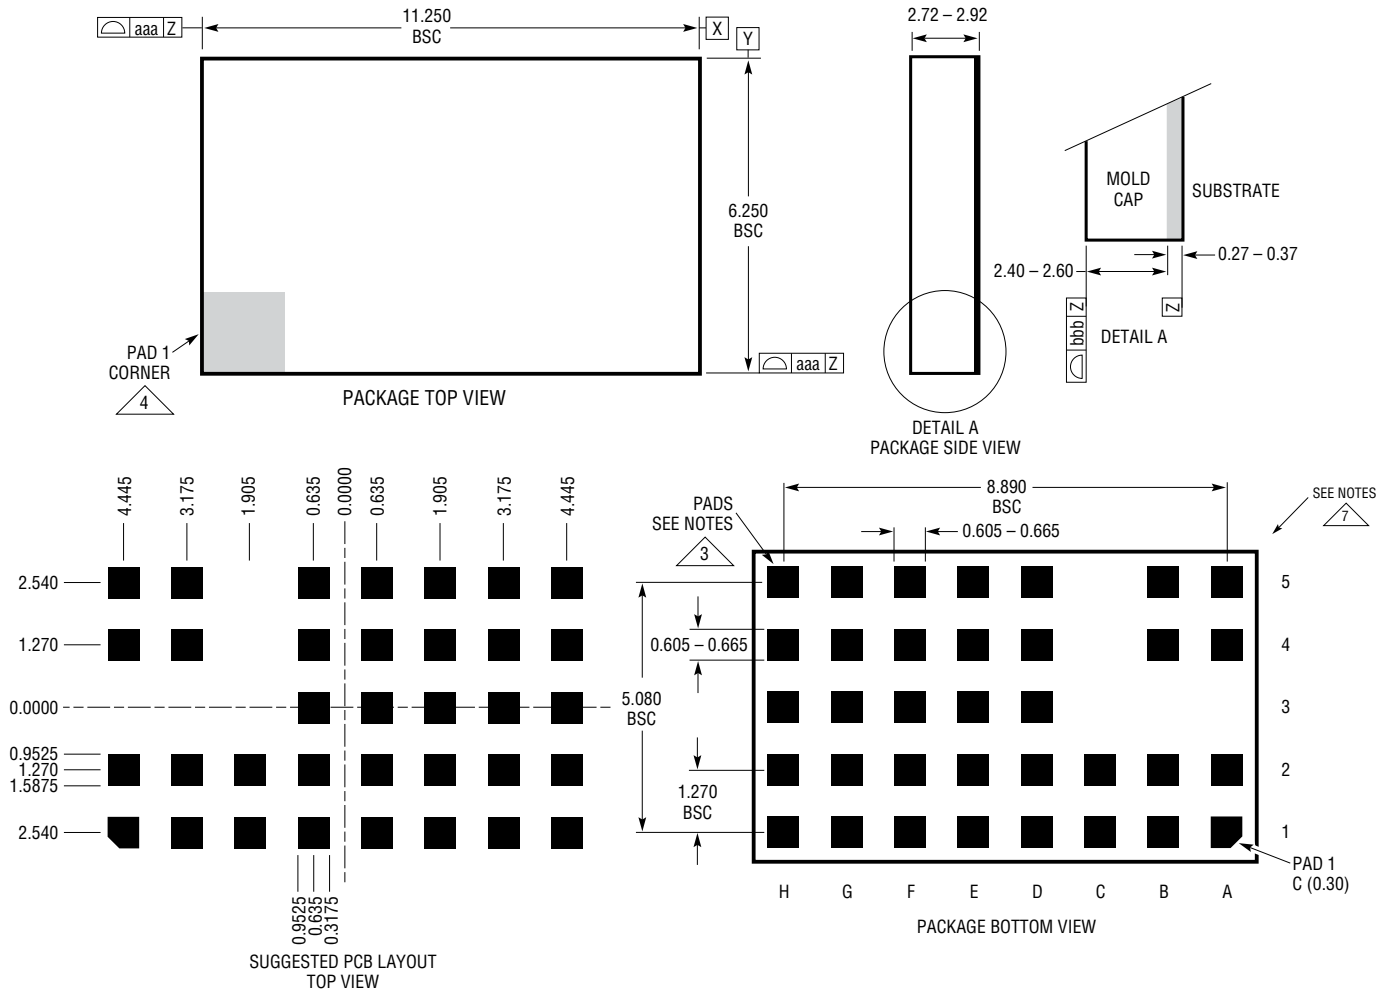 aaa Z
11.250
BSC
X
Y
6.250
BSC
aaa Z
PAD 1
CORNER
4
PACKAGE TOP VIEW
2.72 – 2.92
DETAIL A
PACKAGE SIDE VIEW
MOLD
CAP
SUBSTRATE
0.27 – 0.37
2.40 – 2.60
Z
bbb Z
DETAIL A
4.445
3.175
1.905
0.635
0.0000
0.635
1.905
3.175
4.445
2.540
1.270
0.0000
0.9525
1.270
1.5875
2.540
0.9525
0.635
0.3175
SUGGESTED PCB LAYOUT
TOP VIEW
PADS
SEE NOTES
3
8.890
BSC
0.605 – 0.665
SEE NOTES
7
0.605 – 0.665
5.080
BSC
1.270
BSC
5
4
3
2
1
PAD 1
C (0.30)
H G F E D C B A
PACKAGE BOTTOM VIEW